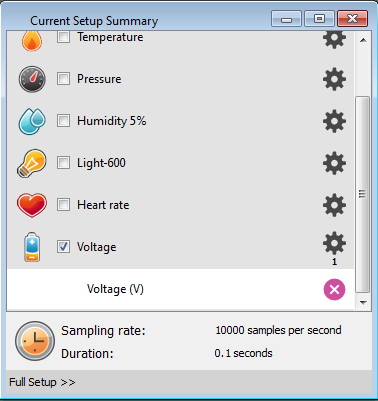 Current Setup Summary
Temperature
Pressure
Humidity 5%
Light-600
Heart rate
Voltage
1
Voltage (V)
Sampling rate: 10000 samples per second
Duration: 0.1 seconds
Full Setup >>